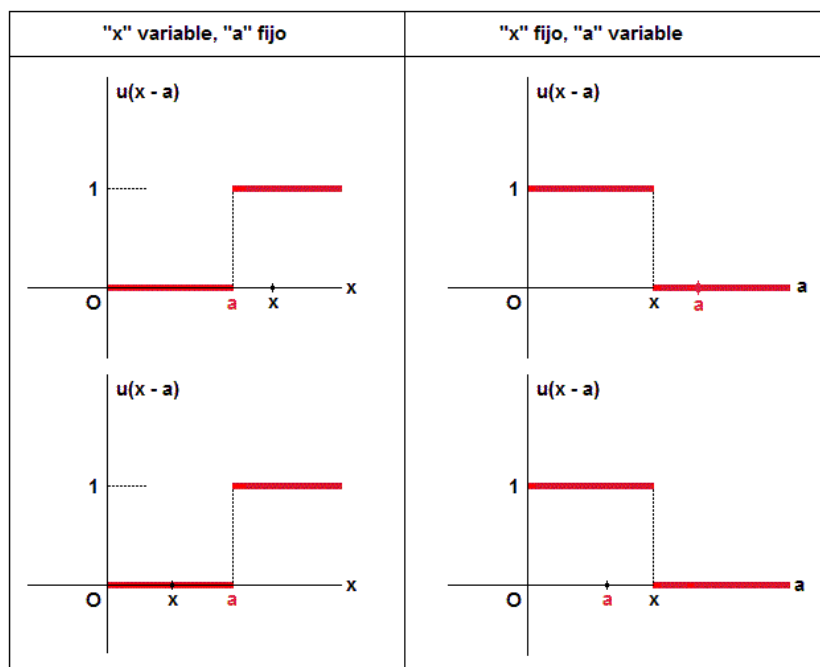 "x" variable, "a" fijo
"x" fijo, "a" variable
u(x - a)
1
O
a
x
x
u(x - a)
1
O
x
a
a
u(x - a)
1
O
x
a
x
u(x - a)
1
O
a
x
a